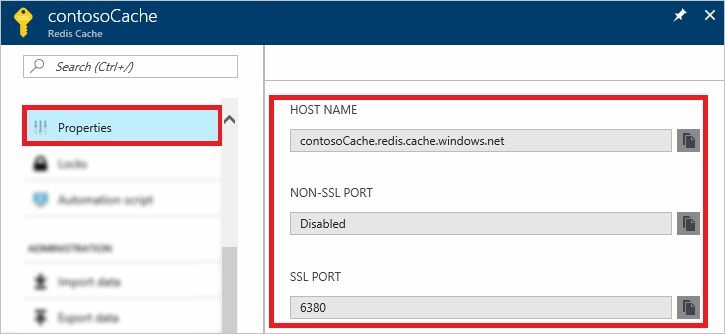 contosoCache
Redis Cache
Search (Ctrl+/)
Properties
Locks
Automation script
ADMINISTRATION
Import data
Export data
HOST NAME
contosoCache.redis.cache.windows.net
NON-SSL PORT
Disabled
SSL PORT
6380